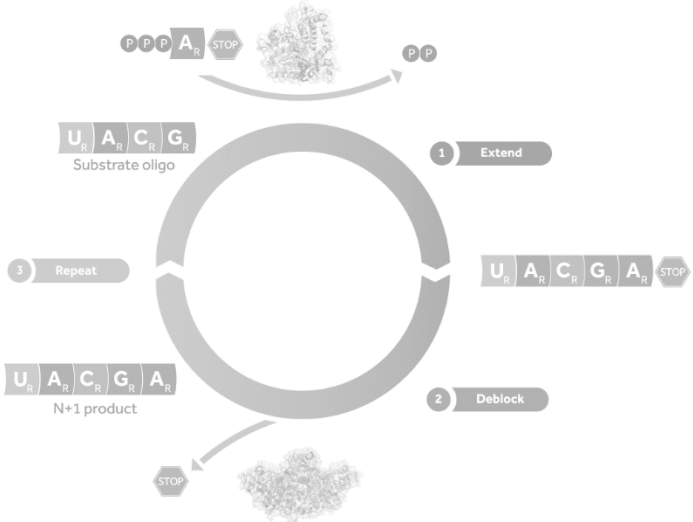 P P P A R STOP
P P
U R A R C R G R
Substrate oligo
1 Extend
3 Repeat
U R A R C R G R A R STOP
U R A R C R G R A R
N+1 product
2 Deblock
STOP